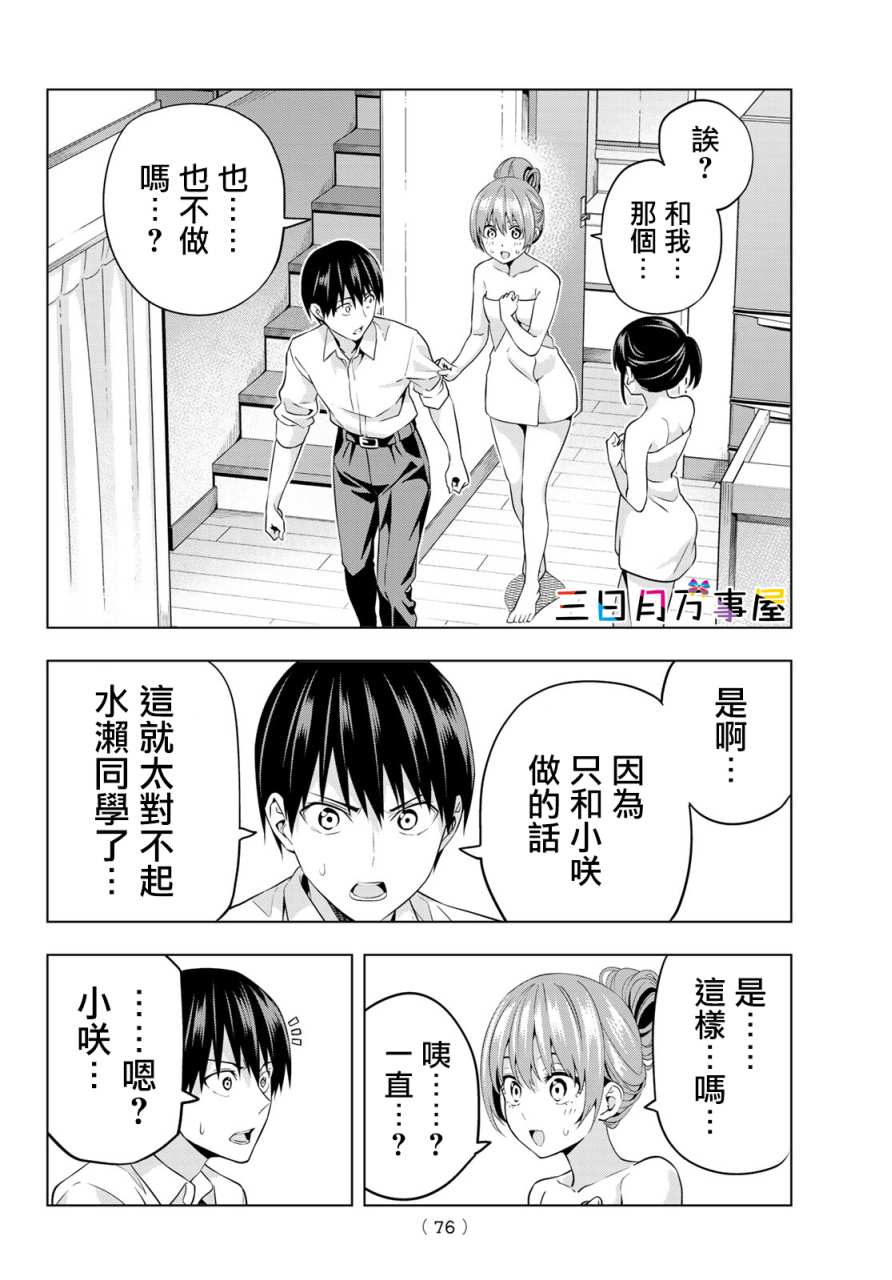 誒?
和我…
那個…
也……
也不做
嗎…?
三日月万事屋
是啊…
因為
只和小咲
做的話
這就太對不起
水瀨同學了…
是……
這樣…嗎…
咦……?
一直…?
……嗯?
小咲…
(76)